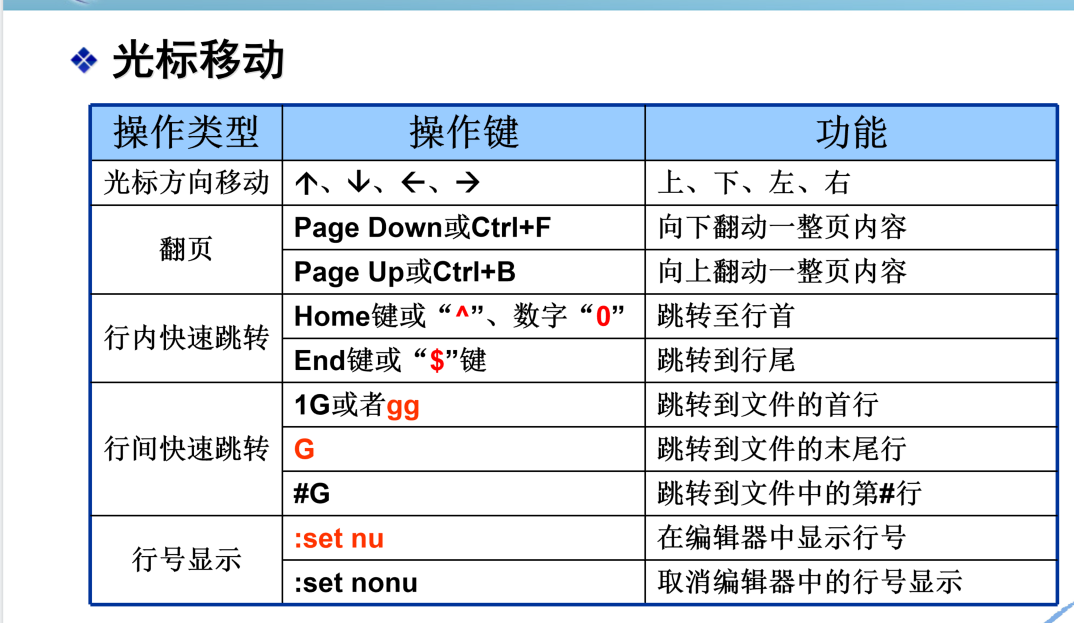 光标移动
操作类型 操作键 功能
光标方向移动 ↑、↓、←、→ 上、下、左、右
翻页 Page Down或Ctrl+F 向下翻动一整页内容
Page Up或Ctrl+B 向上翻动一整页内容
行内快速跳转 Home键或“^”、数字“0” 跳转至行首
End键或“$”键 跳转到行尾
行间快速跳转 1G或者gg 跳转到文件的首行
G 跳转到文件的末尾行
#G 跳转到文件中的第#行
行号显示 :set nu 在编辑器中显示行号
:set nonu 取消编辑器中的行号显示